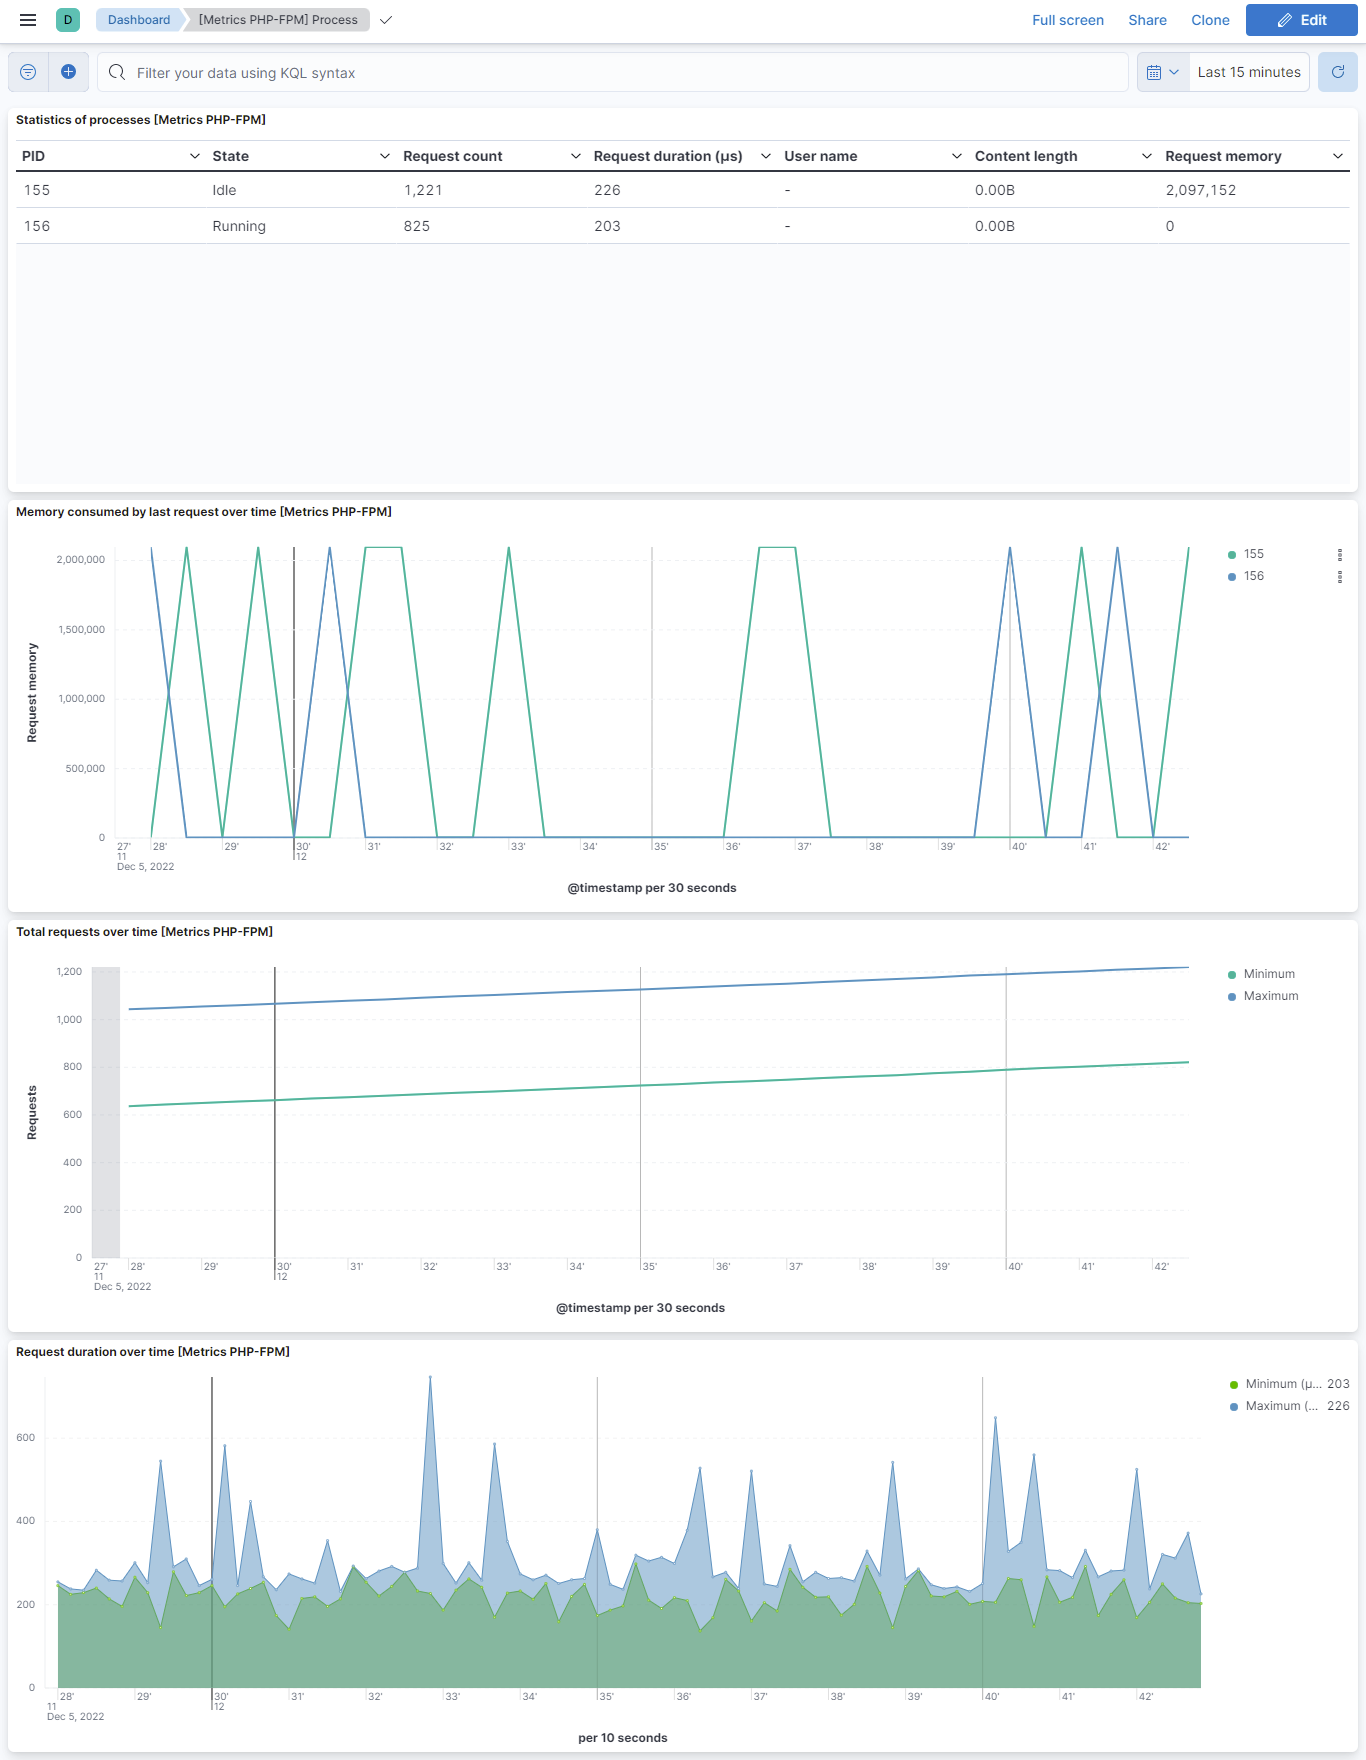 D Dashboard [Metrics PHP-FPM] Process Full screen Share Clone Edit
Filter your data using KQL syntax Last 15 minutes
Statistics of processes [Metrics PHP-FPM]
PID State Request count Request duration (µs) User name Content length Request memory
155 Idle 1,221 226 - 0.00B 2,097,152
156 Running 825 203 - 0.00B 0
Memory consumed by last request over time [Metrics PHP-FPM]
155
156
2,000,000
1,500,000
1,000,000
500,000
0
Request memory
27' 28' 29' 30' 31' 32' 33' 34' 35' 36' 37' 38' 39' 40' 41' 42'
11 12
Dec 5, 2022
@timestamp per 30 seconds
Total requests over time [Metrics PHP-FPM]
Minimum
Maximum
1,200
1,000
800
600
400
200
0
Requests
27' 28' 29' 30' 31' 32' 33' 34' 35' 36' 37' 38' 39' 40' 41' 42'
11 12
Dec 5, 2022
@timestamp per 30 seconds
Request duration over time [Metrics PHP-FPM]
Minimum (µ... 203
Maximum (... 226
600
400
200
0
28' 29' 30' 31' 32' 33' 34' 35' 36' 37' 38' 39' 40' 41' 42'
11 12
Dec 5, 2022
per 10 seconds